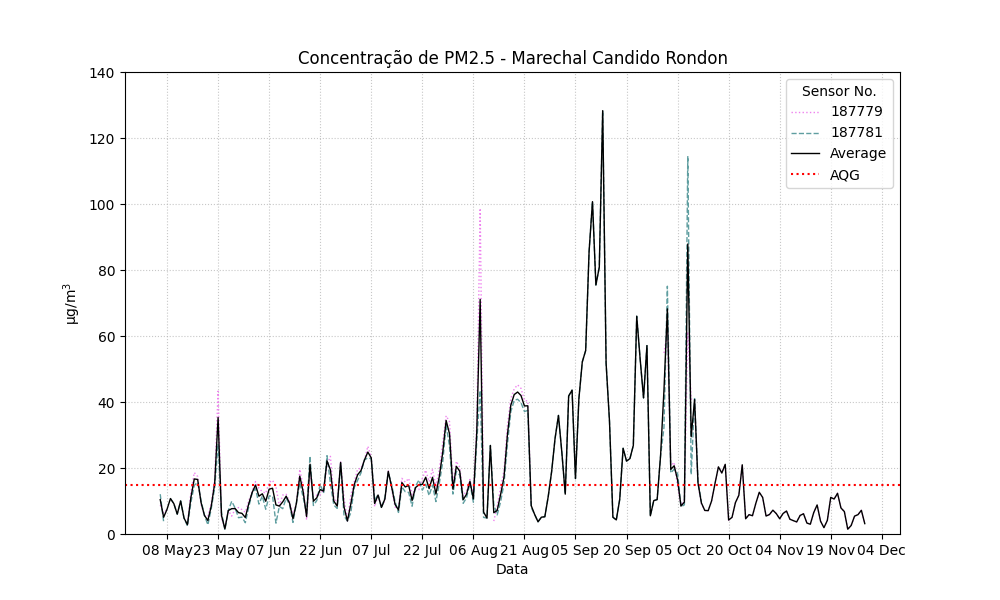 Concentração de PM2.5 - Marechal Candido Rondon
140
120
100
80
60
40
20
0
µg/m³
Sensor No.
187779
187781
Average
AQG
08 May 23 May 07 Jun 22 Jun 07 Jul 22 Jul 06 Aug 21 Aug 05 Sep 20 Sep 05 Oct 20 Oct 04 Nov 19 Nov 04 Dec
Data